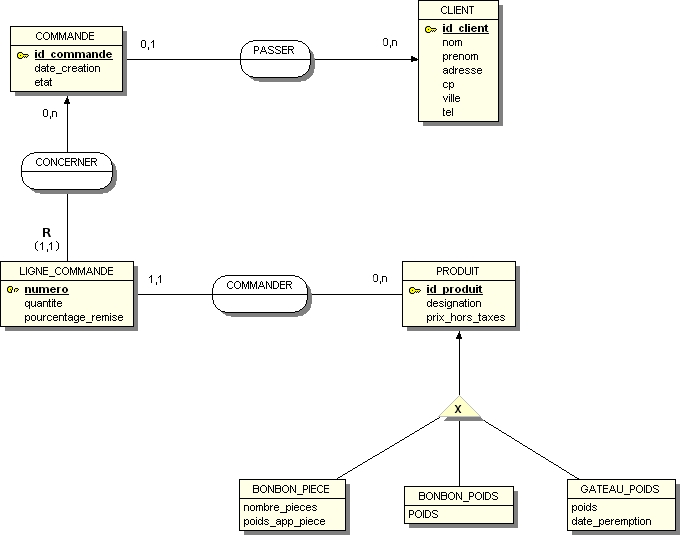 CLIENT
id_client
nom
prenom
adresse
cp
ville
tel
COMMANDE
id_commande
date_creation
etat
0,1
PASSER
0,n
0,n
CONCERNER
R
(1,1)
LIGNE_COMMANDE
numero
quantite
pourcentage_remise
1,1
COMMANDER
0,n
PRODUIT
id_produit
designation
prix_hors_taxes
X
BONBON_PIECE
nombre_pieces
poids_app_piece
BONBON_POIDS
POIDS
GATEAU_POIDS
poids
date_peremption